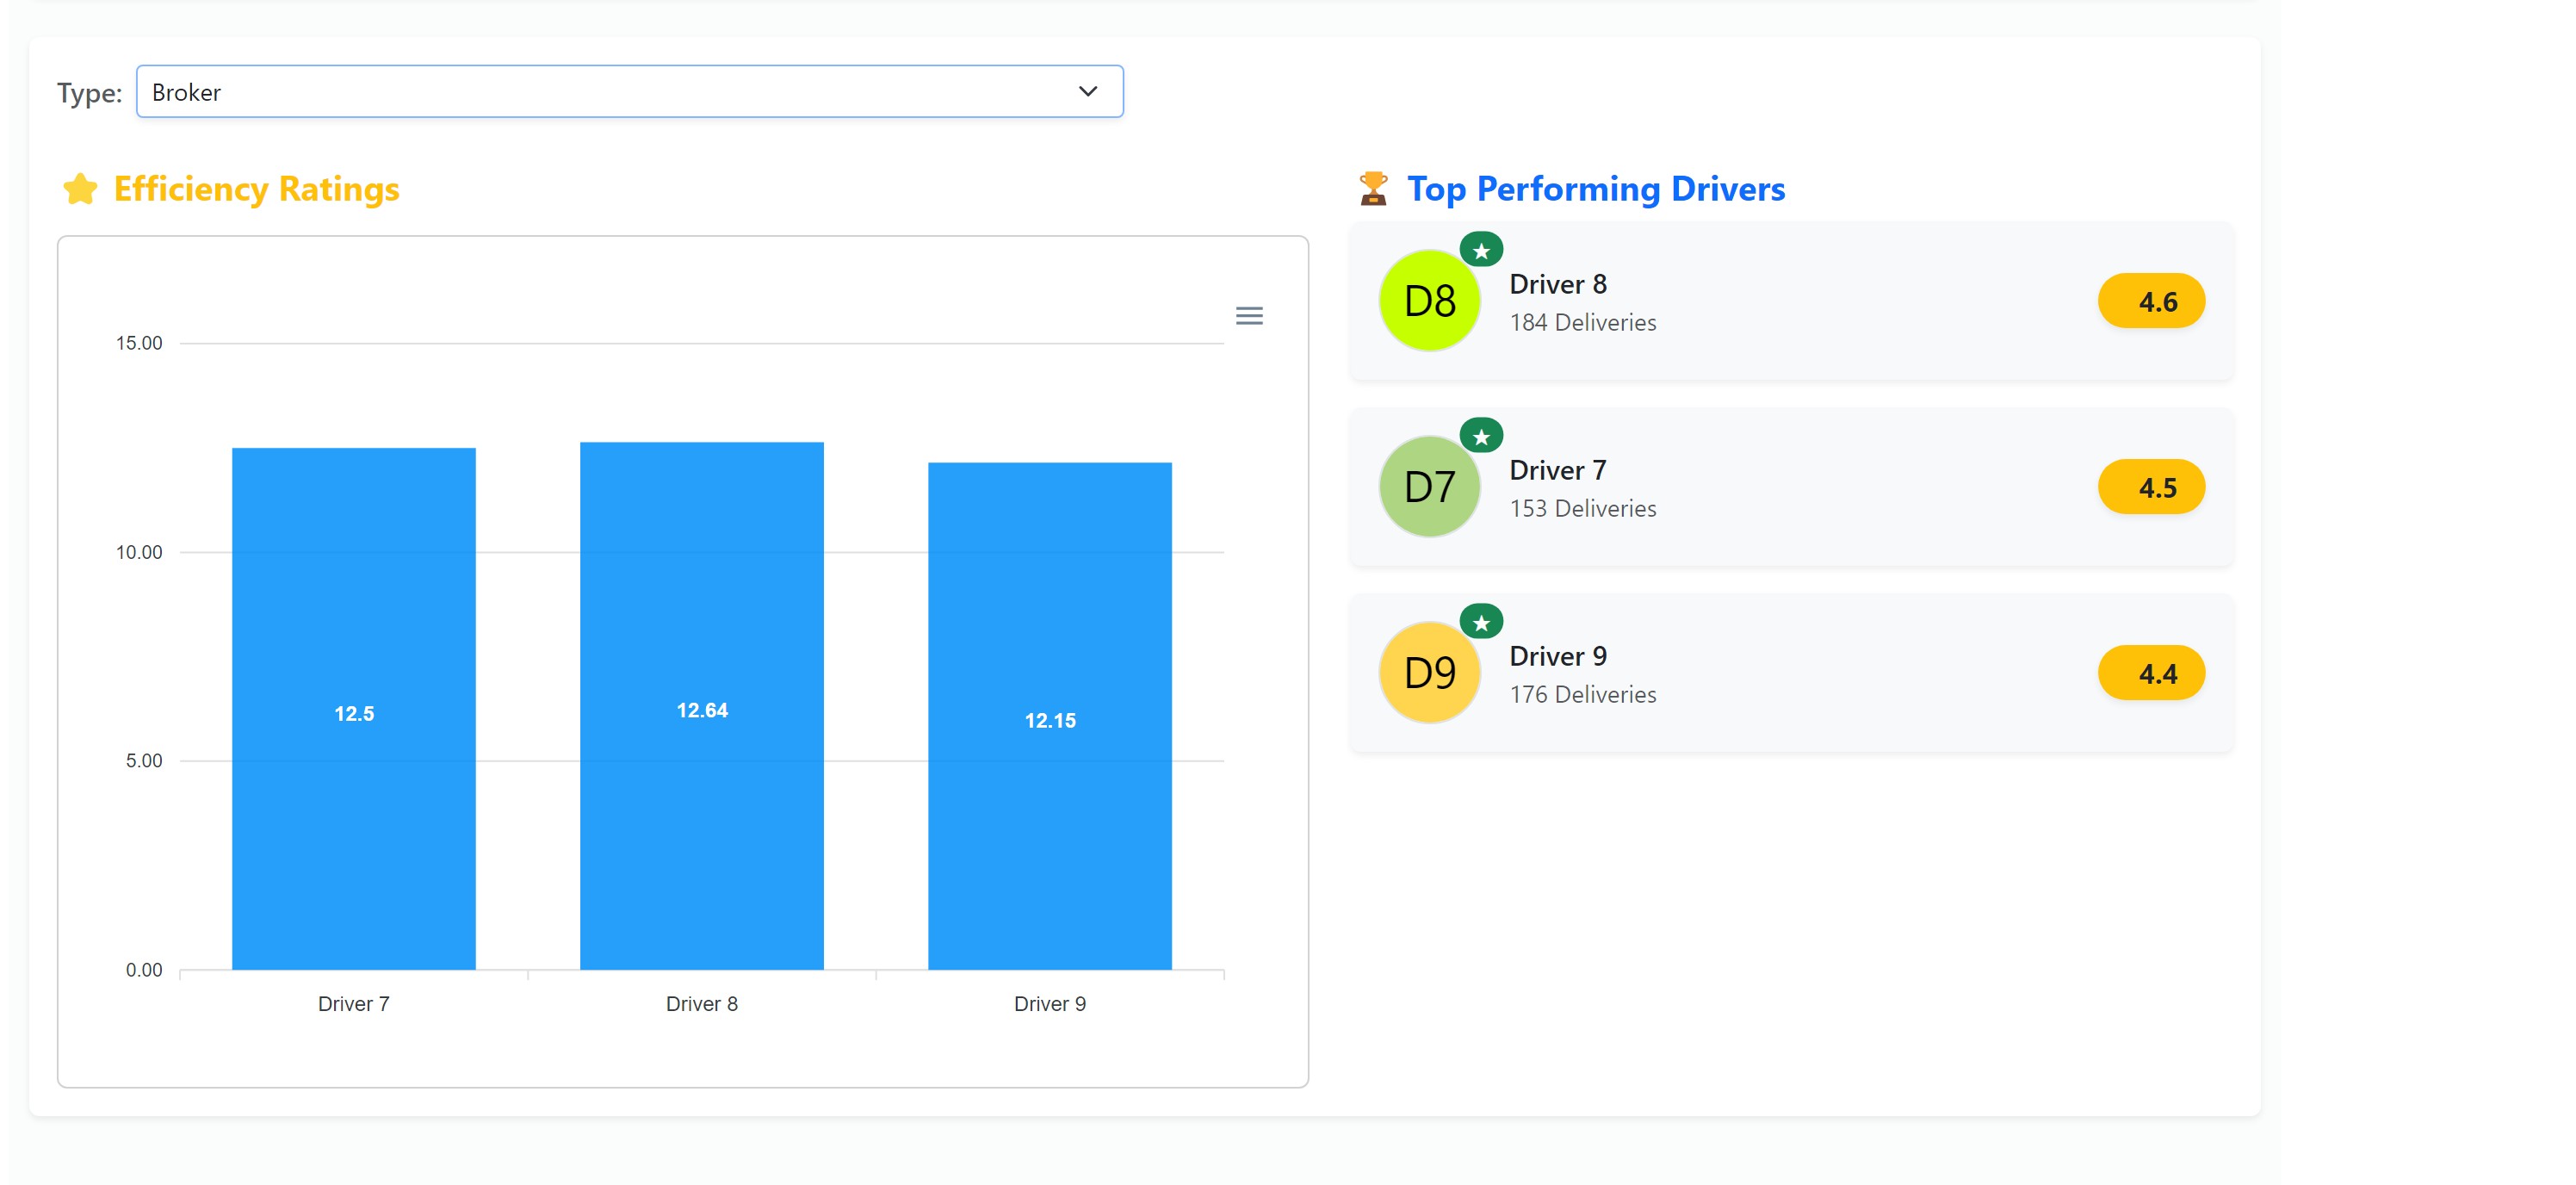 Type: Broker
Efficiency Ratings
15.00
10.00
5.00
0.00
12.5
12.64
12.15
Driver 7
Driver 8
Driver 9
Top Performing Drivers
D8
Driver 8
184 Deliveries
4.6
D7
Driver 7
153 Deliveries
4.5
D9
Driver 9
176 Deliveries
4.4